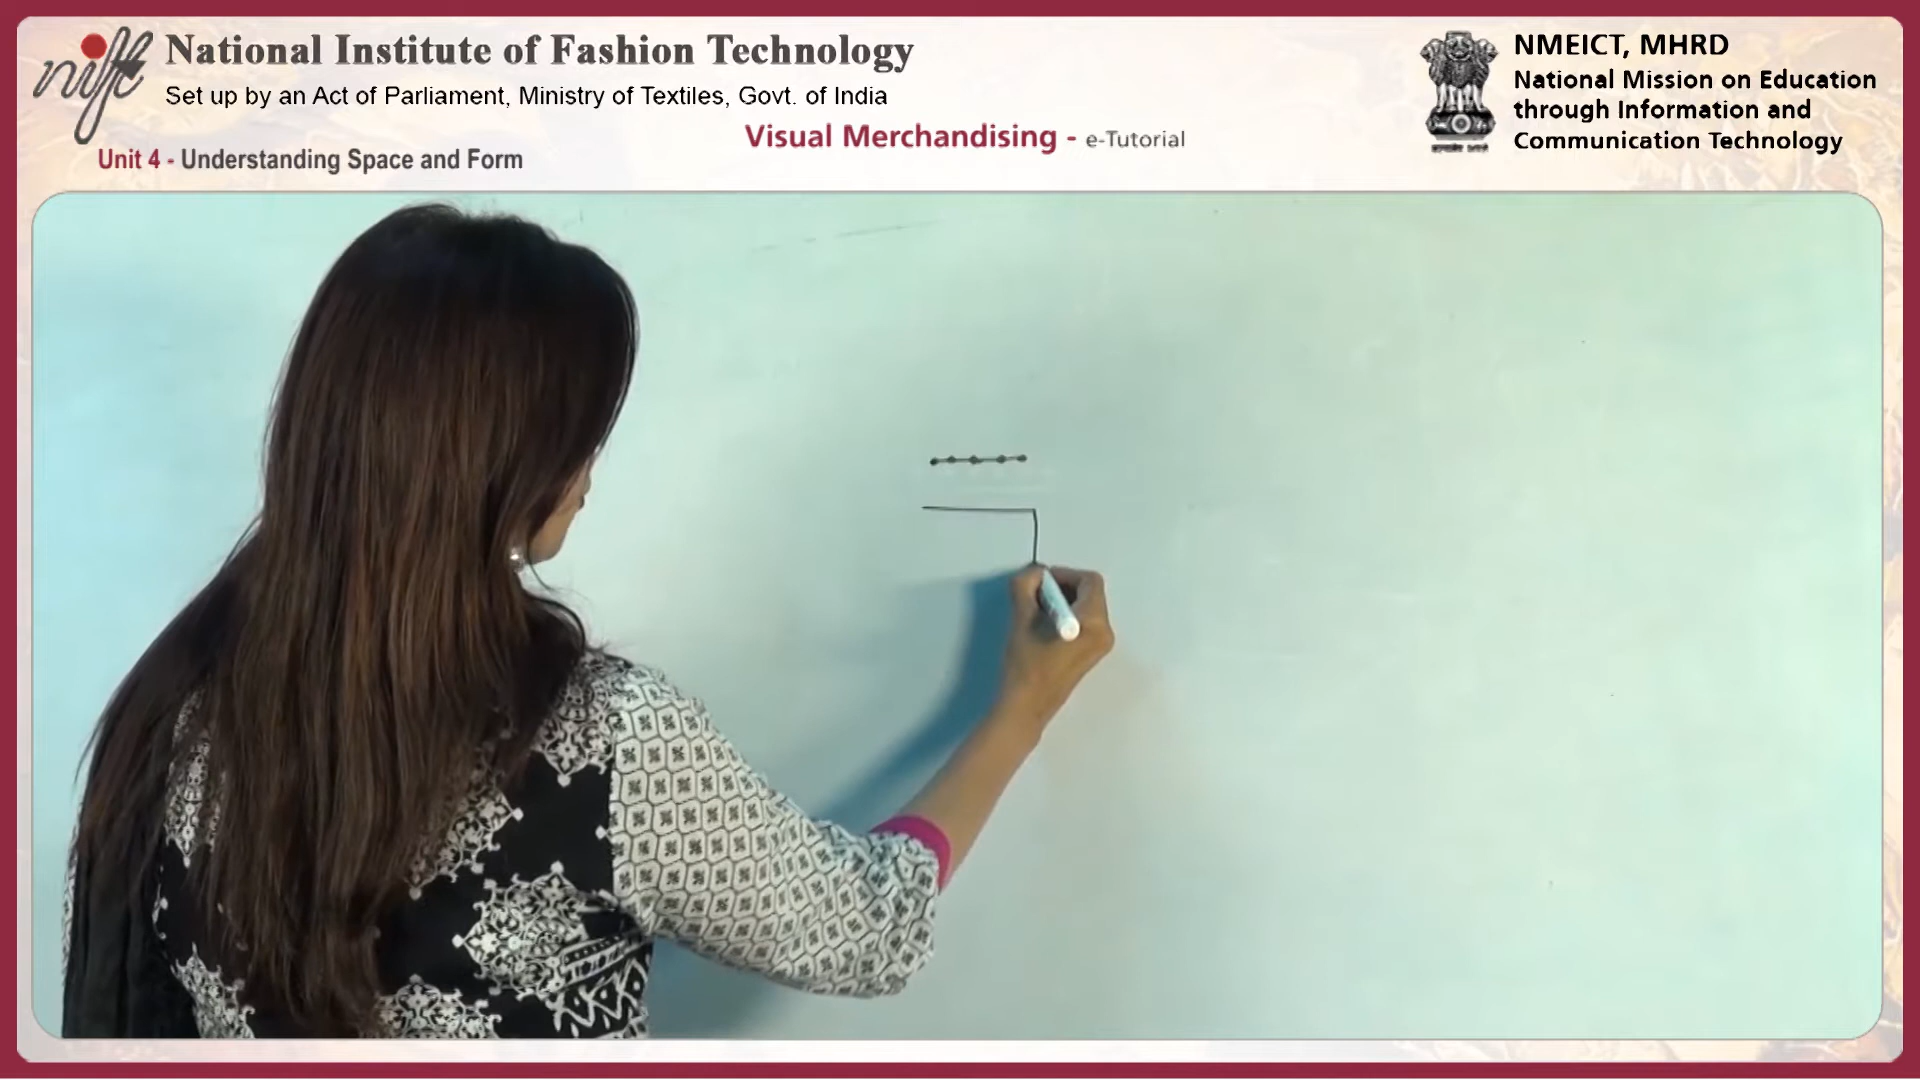 nift
National Institute of Fashion Technology
Set up by an Act of Parliament, Ministry of Textiles, Govt. of India
Visual Merchandising - e-Tutorial
Unit 4 - Understanding Space and Form
NMEICT, MHRD
National Mission on Education
through Information and
Communication Technology